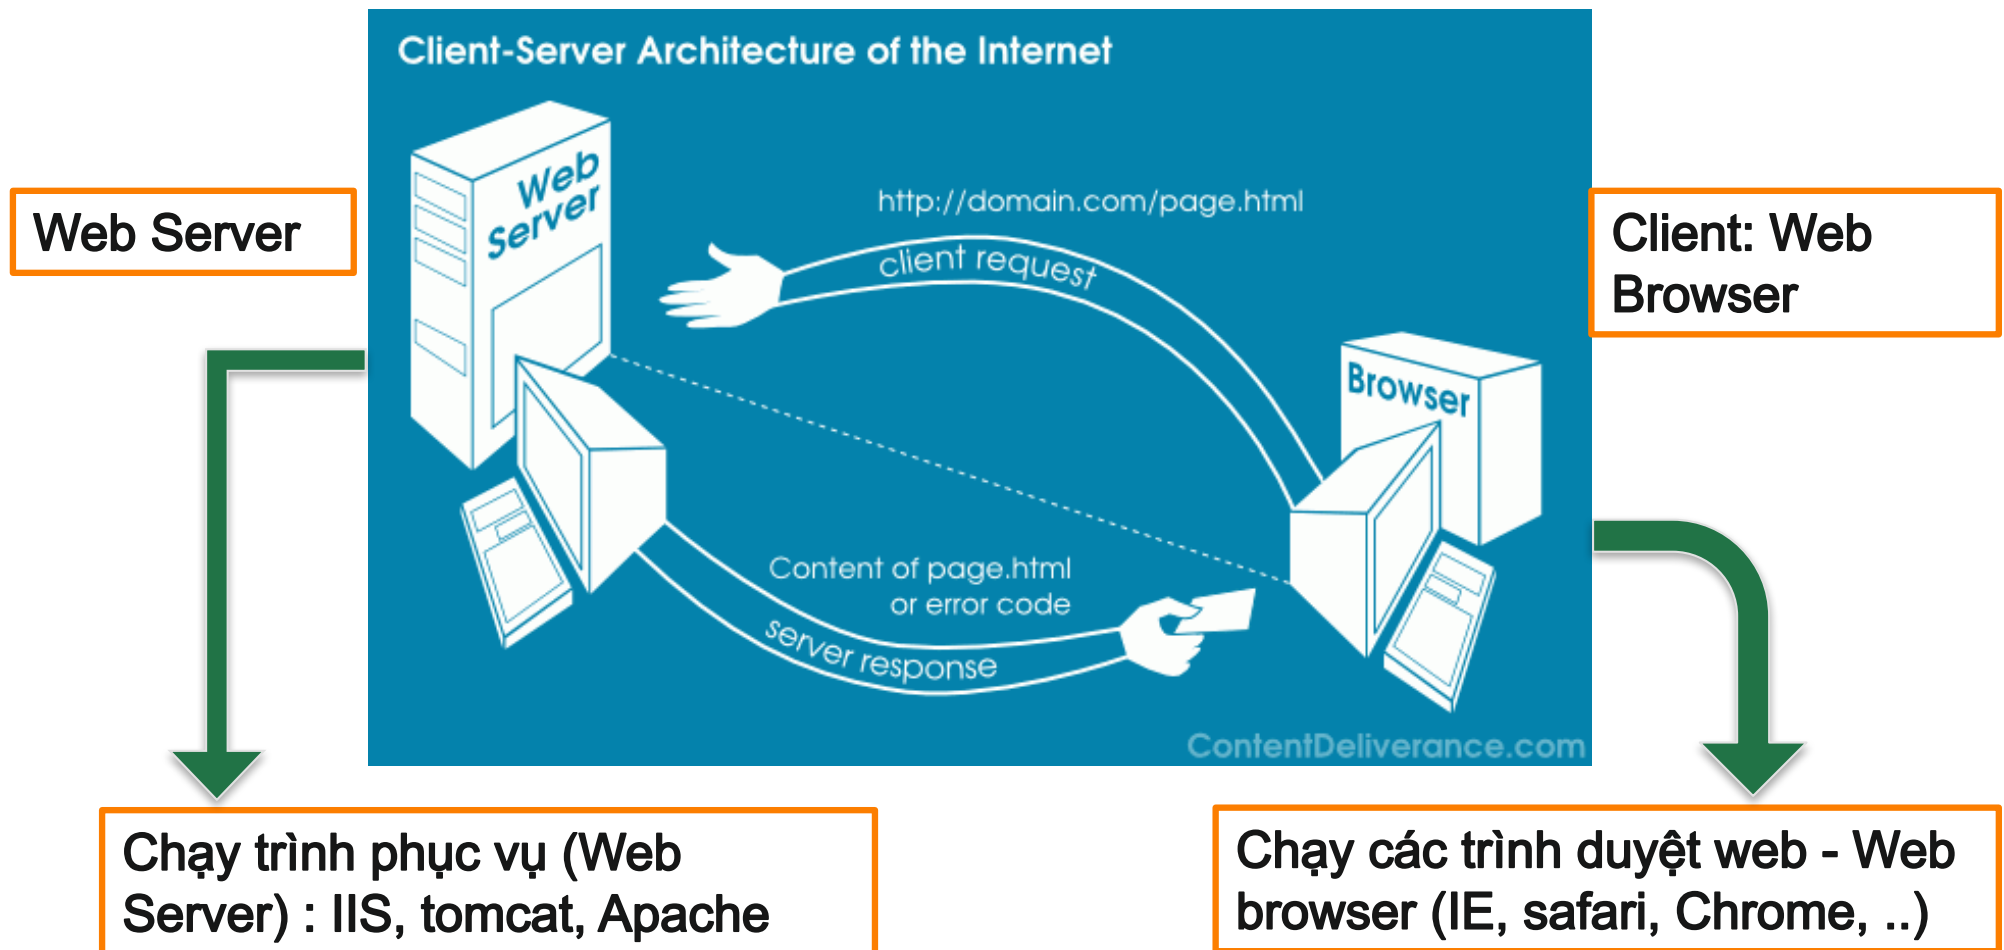 Client-Server Architecture of the Internet
Web
Server
Web Server
http://domain.com/page.html
client request
Client: Web
Browser
Browser
Content of page.html
or error code
server response
ContentDeliverance.com
Chạy trình phục vụ (Web
Server) : IIS, tomcat, Apache
Chạy các trình duyệt web - Web
browser (IE, safari, Chrome, ..)